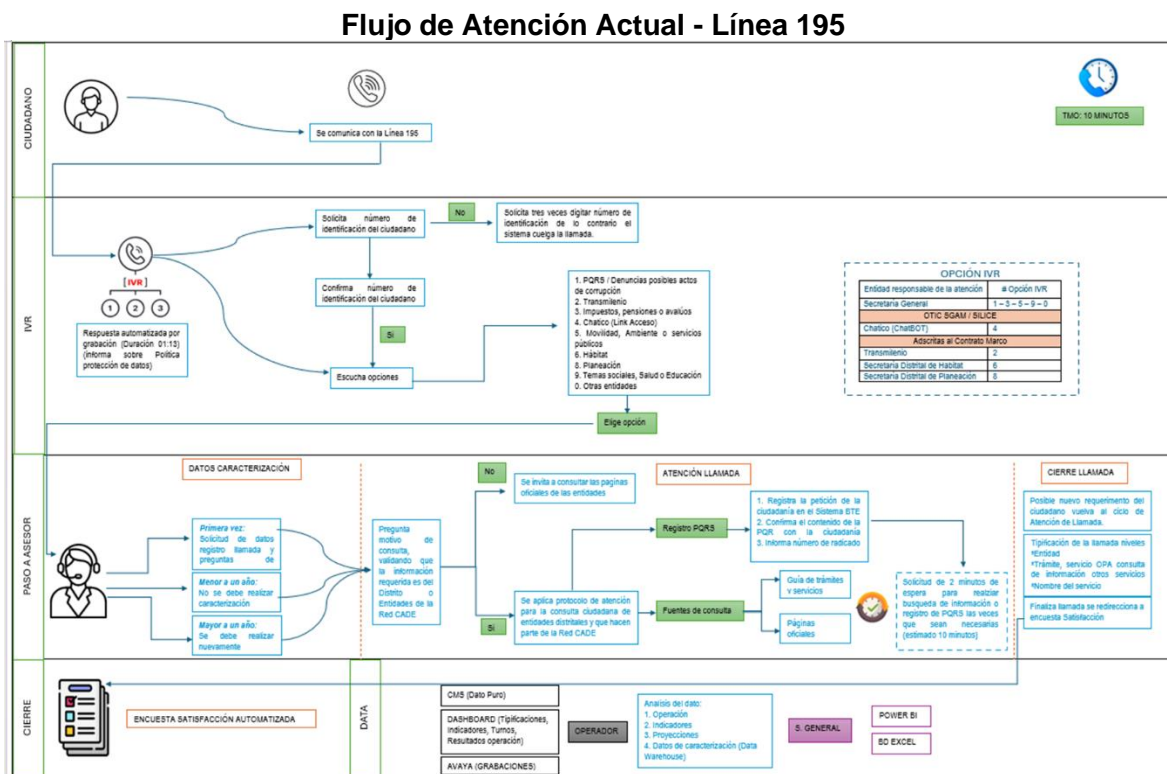 Flujo de Atención Actual - Línea 195
CIUDADANO
Se comunica con la Línea 195
TMO: 10 MINUTOS
IVR
[IVR]
1 2 3
Respuesta automatizada por
grabación (Duración 01:13)
(informa sobre Política
protección de datos)
Solicita número de
identificación del ciudadano
No
Solicita tres veces digitar número de
identificación de lo contrario el
sistema cuelga la llamada.
Confirma número de
identificación del ciudadano
Si
Escucha opciones
1. PQRS / Denuncias posibles actos
de corrupción
2. Transmilenio
3. Impuestos, pensiones o avalúos
4. Chatico (Link Acceso)
5. Movilidad, Ambiente o servicios
públicos
6. Hábitat
8. Planeación
9. Temas sociales, Salud o Educación
0. Otras entidades
Elige opción
OPCIÓN IVR
Entidad responsable de la atención # Opción IVR
Secretaría General 1 – 3 – 5 – 9 – 0
OTIC SGAM / SILICE
Chatico (ChatBOT) 4
Adscritas al Contrato Marco
Transmilenio 2
Secretaría Distrital de Habitat 6
Secretaría Distrital de Planeación 8
PASO A ASESOR
DATOS CARACTERIZACIÓN
Primera vez:
Solicitud de datos
registro llamada y
preguntas de
Menor a un año:
No se debe realizar
caracterización
Mayor a un año:
Se debe realizar
nuevamente
Pregunta
motivo de
consulta,
validando que
la información
requerida es del
Distrito o
Entidades de la
Red CADE
No
Se invita a consultar las paginas
oficiales de las entidades
Si
Se aplica protocolo de atención
para la consulta ciudadana de
entidades distritales y que hacen
parte de la Red CADE
ATENCIÓN LLAMADA
Registro PQRS
1. Registra la petición de la
ciudadanía en el Sistema BTE
2. Confirma el contenido de la
PQR con la ciudadanía
3. Informa número de radicado
Fuentes de consulta
Guía de trámites
v servicios
Páginas
oficiales
Solicitud de 2 minutos de
espera para realziar
busqueda de información o
registro de PQRS las veces
que sean necesarias
(estimado 10 minutos)
CIERRE LLAMADA
Posible nuevo requerimento del
ciudadano vuelva al ciclo de
Atención de Llamada.
Tipificación de la llamada niveles
*Entidad
*Trámite, servicio OPA consulta
de información otros servicios
*Nombre del servicio
Finaliza llamada se redirecciona a
encuesta Satisfacción
CIERRE
ENCUESTA SATISFACCIÓN AUTOMATIZADA
DATA
CMS (Dato Puro)
DASHBOARD (Tipificaciones,
Indicadores, Turnos,
Resultados operación)
AVAYA (GRABACIONES)
OPERADOR
Analisis del dato:
1. Operación
2. Indicadores
3. Proyecciones
4. Datos de caracterización (Data
Warehouse)
S. GENERAL
POWER BI
BD EXCEL